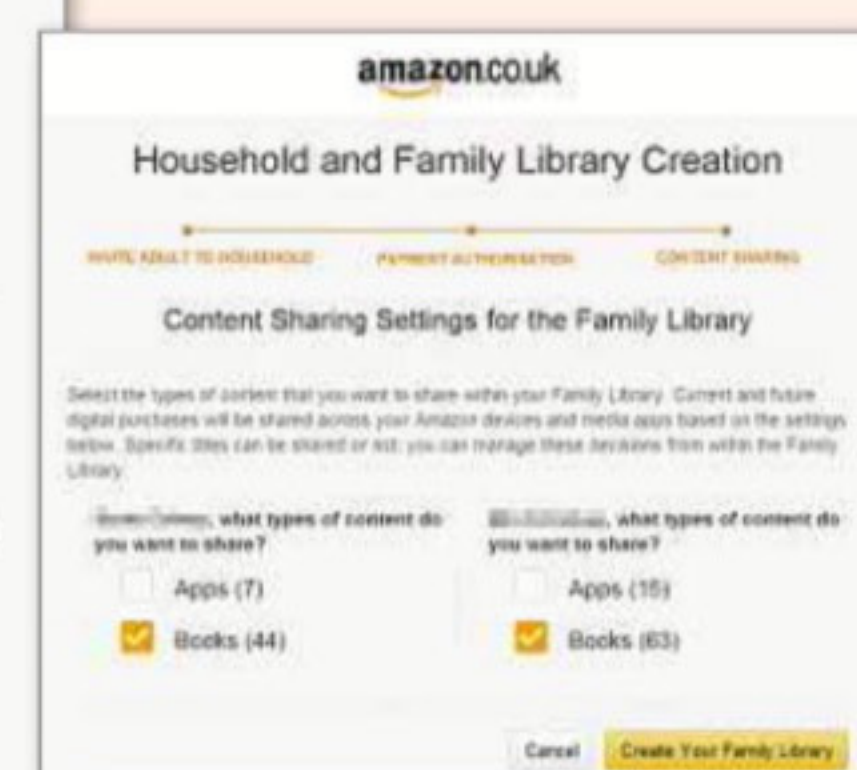 amazon.co.uk
Household and Family Library Creation
INVITE ADULT TO HOUSEHOLD PAYMENT AUTHORISATION CONTENT SHARING
Content Sharing Settings for the Family Library
Select the types of content that you want to share within your Family Library. Current and future
digital purchases will be shared across your Amazon devices and media apps based on the settings
below. Specific titles can be shared or not; you can manage these decisions from within the Family
Library.
, what types of content do
you want to share?
Apps (7)
Books (44)
, what types of content do
you want to share?
Apps (15)
Books (63)
Cancel Create Your Family Library